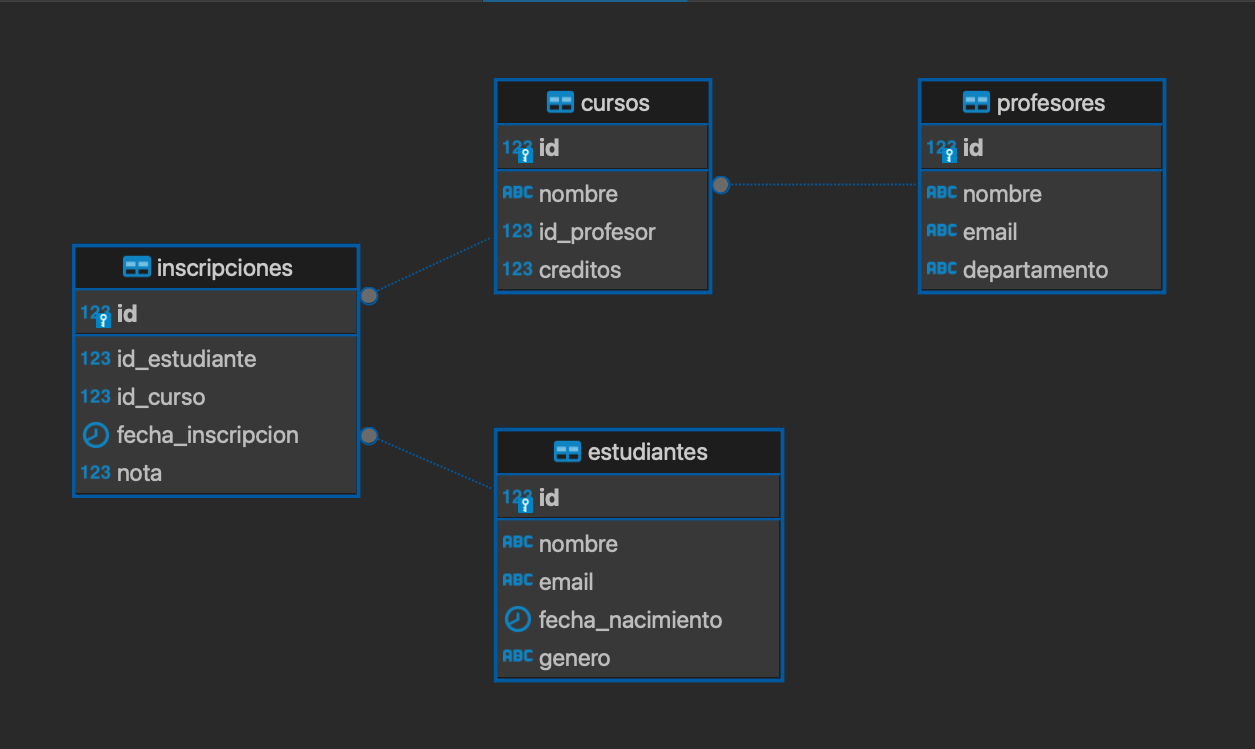 cursos
123 id
ABC nombre
123 id_profesor
123 creditos
profesores
123 id
ABC nombre
ABC email
ABC departamento
inscripciones
123 id
123 id_estudiante
123 id_curso
fecha_inscripcion
123 nota
estudiantes
123 id
ABC nombre
ABC email
fecha_nacimiento
ABC genero